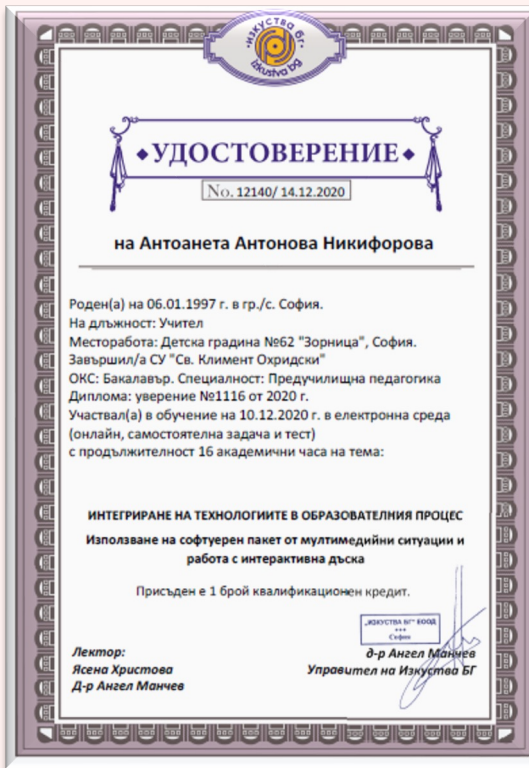 ИЗКУСТВА БГ
izkustva bg
УДОСТОВЕРЕНИЕ
No. 12140/ 14.12.2020
на Антоанета Антонова Никифорова
Роден(а) на 06.01.1997 г. в гр./с. София.
На длъжност: Учител
Месторабота: Детска градина №62 "Зорница", София.
Завършил/а СУ "Св. Климент Охридски"
ОКС: Бакалавър. Специалност: Предучилищна педагогика
Диплома: уверение №1116 от 2020 г.
Участвал(а) в обучение на 10.12.2020 г. в електронна среда
(онлайн, самостоятелна задача и тест)
с продължителност 16 академични часа на тема:
ИНТЕГРИРАНЕ НА ТЕХНОЛОГИИТЕ В ОБРАЗОВАТЕЛНИЯ ПРОЦЕС
Използване на софтуерен пакет от мултимедийни ситуации и
работа с интерактивна дъска
Присъден е 1 брой квалификационен кредит.
„ИЗКУСТВА БГ" ЕООД
***
София
Лектор:
Ясена Христова
Д-р Ангел Манчев
д-р Ангел Манчев
Управител на Изкуства БГ